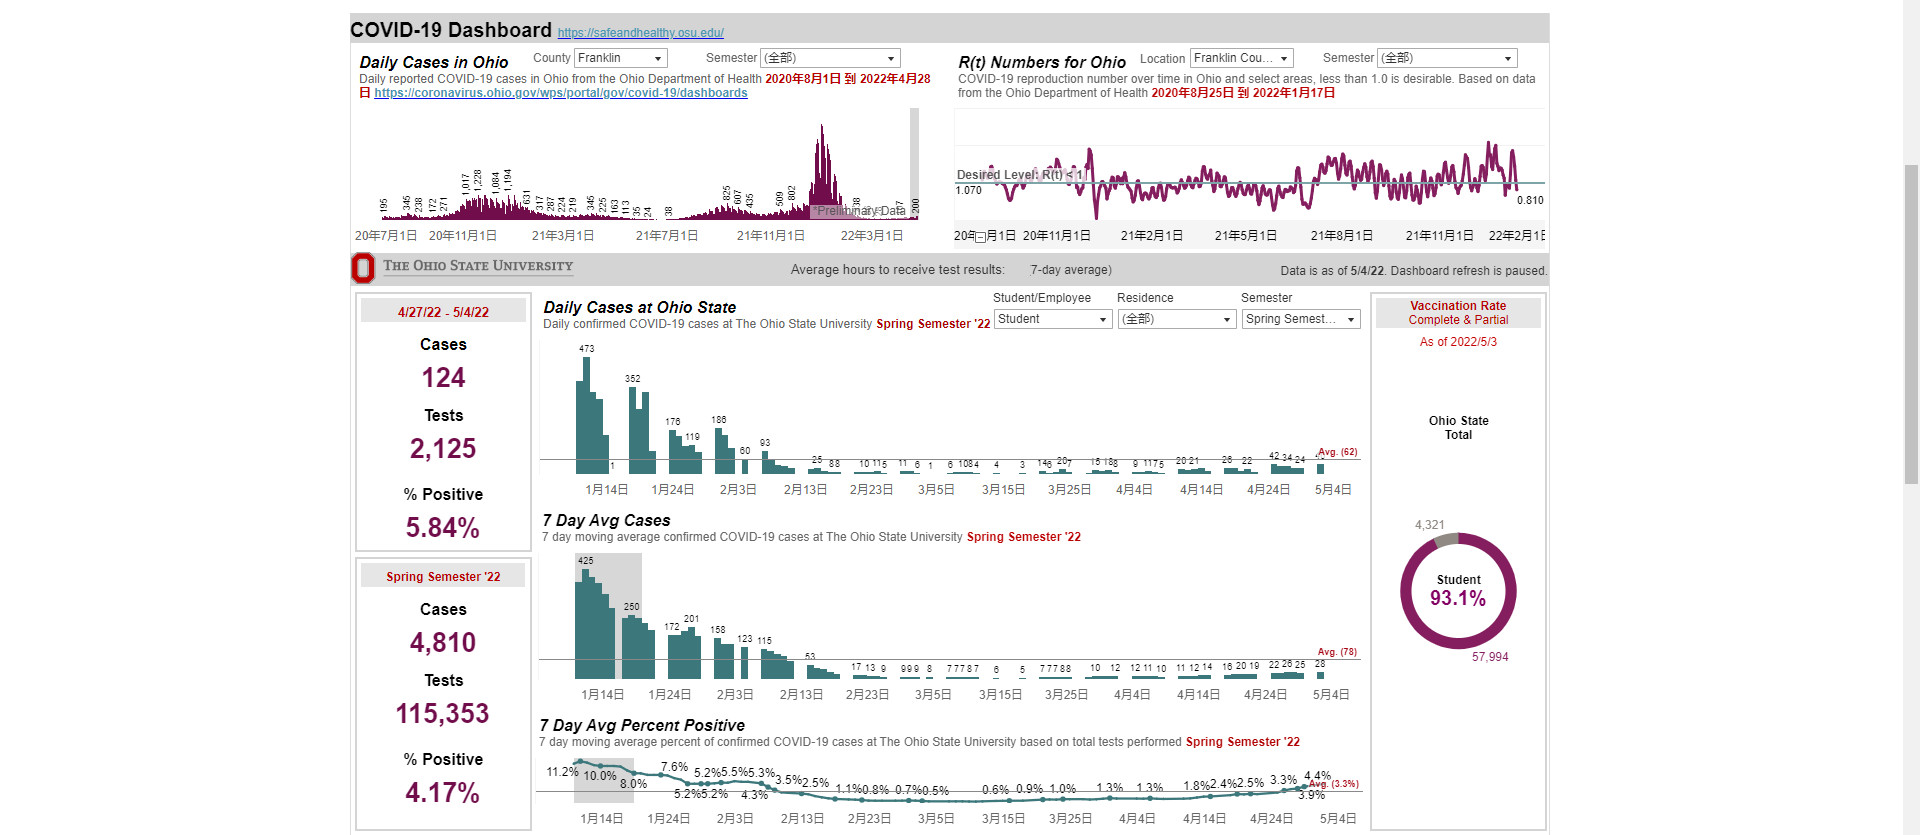 COVID-19 Dashboard https://safeandhealthy.osu.edu/
Daily Cases in Ohio County Franklin Semester (全部)
Daily reported COVID-19 cases in Ohio from the Ohio Department of Health 2020年8月1日 到 2022年4月28
日 https://coronavirus.ohio.gov/wps/portal/gov/covid-19/dashboards
195 345 238 172 271 1,017 1,228 1,084 1,194 631 317 287 224 219 346 225 163 113 35 24 38 825 607 435 509 802 200
*Preliminary Data
20年7月1日 20年11月1日 21年3月1日 21年7月1日 21年11月1日 22年3月1日
R(t) Numbers for Ohio Location Franklin Cou... Semester (全部)
COVID-19 reproduction number over time in Ohio and select areas, less than 1.0 is desirable. Based on data
from the Ohio Department of Health 2020年8月25日 到 2022年1月17日
Desired Level: R(t) < 1
1.070
0.810
月1日 20年11月1日 21年2月1日 21年5月1日 21年8月1日 21年11月1日 22年2月1
THE OHIO STATE UNIVERSITY Average hours to receive test results: 7-day average) Data is as of 5/4/22. Dashboard refresh is paused.
4/27/22 - 5/4/22
Cases
124
Tests
2,125
% Positive
5.84%
Spring Semester '22
Cases
4,810
Tests
115,353
% Positive
4.17%
Daily Cases at Ohio State
Daily confirmed COVID-19 cases at The Ohio State University Spring Semester '22
Student/Employee Residence Semester
Student (全部) Spring Semest...
473 1 352 176 119 186 60 93 25 8 8 10 11 5 11 6 1 6 10 8 4 4 3 20 7 9 11 7 5 20 21 26 22 42 34 24
Avg. (62)
1月14日 1月24日 2月3日 2月13日 2月23日 3月5日 3月15日 3月25日 4月4日 4月14日 4月24日 5月4日
7 Day Avg Cases
7 day moving average confirmed COVID-19 cases at The Ohio State University Spring Semester '22
425 250 172 201 158 123 115 53 17 13 9 9 9 9 8 7 7 8 7 6 5 7 7 7 8 8 10 12 12 11 10 11 12 14 16 20 19 22 26 25 28
Avg. (78)
1月14日 1月24日 2月3日 2月13日 2月23日 3月5日 3月15日 3月25日 4月4日 4月14日 4月24日 5月4日
7 Day Avg Percent Positive
7 day moving average percent of confirmed COVID-19 cases at The Ohio State University based on total tests performed Spring Semester '22
11.2% 10.0% 8.0% 7.6% 5.2% 5.2% 5.2% 5.5% 5.3% 4.3% 3.5% 2.5% 1.1% 0.8% 0.7% 0.5% 0.6% 0.9% 1.0% 1.3% 1.3% 1.8% 2.4% 2.5% 3.3% 4.4% 3.9%
Avg. (3.3%)
1月14日 1月24日 2月3日 2月13日 2月23日 3月5日 3月15日 3月25日 4月4日 4月14日 4月24日 5月4日
Vaccination Rate
Complete & Partial
As of 2022/5/3
Ohio State
Total
4,321
Student
93.1%
57,994